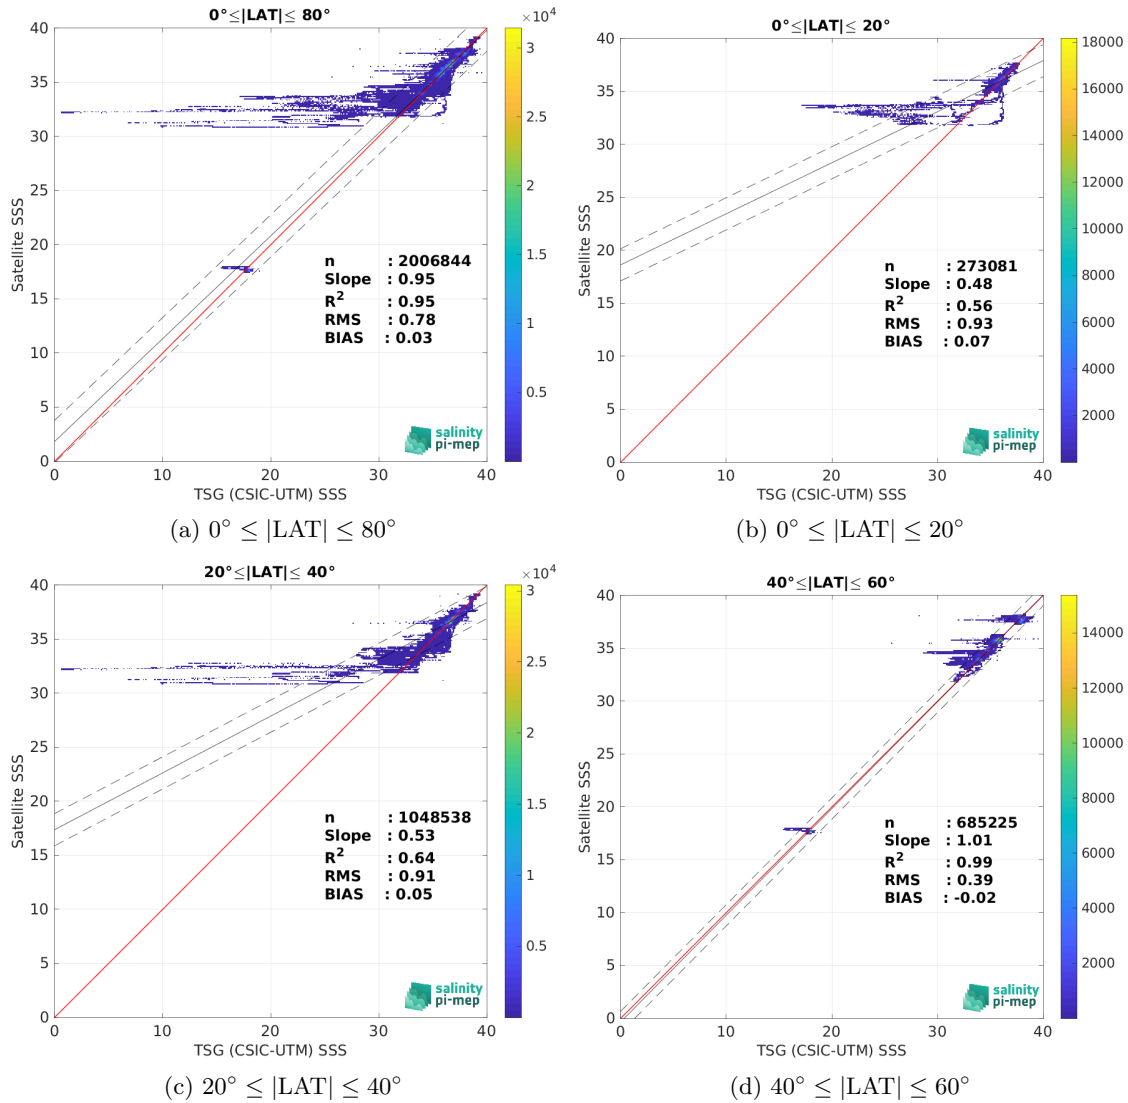 0°≤|LAT|≤ 80°
×10⁴
40
35
30
25
20
15
10
5
0
Satellite SSS
0
10
20
30
40
TSG (CSIC-UTM) SSS
n : 2006844
Slope : 0.95
R² : 0.95
RMS : 0.78
BIAS : 0.03
salinity
pi-mep
3
2.5
2
1.5
1
0.5
(a) 0° ≤ |LAT| ≤ 80°
0°≤|LAT|≤ 20°
40
35
30
25
20
15
10
5
0
Satellite SSS
0
10
20
30
40
TSG (CSIC-UTM) SSS
n : 273081
Slope : 0.48
R² : 0.56
RMS : 0.93
BIAS : 0.07
salinity
pi-mep
18000
16000
14000
12000
10000
8000
6000
4000
2000
(b) 0° ≤ |LAT| ≤ 20°
20°≤|LAT|≤ 40°
×10⁴
40
35
30
25
20
15
10
5
0
Satellite SSS
0
10
20
30
40
TSG (CSIC-UTM) SSS
n : 1048538
Slope : 0.53
R² : 0.64
RMS : 0.91
BIAS : 0.05
salinity
pi-mep
3
2.5
2
1.5
1
0.5
(c) 20° ≤ |LAT| ≤ 40°
40°≤|LAT|≤ 60°
40
35
30
25
20
15
10
5
0
Satellite SSS
0
10
20
30
40
TSG (CSIC-UTM) SSS
n : 685225
Slope : 1.01
R² : 0.99
RMS : 0.39
BIAS : -0.02
salinity
pi-mep
14000
12000
10000
8000
6000
4000
2000
(d) 40° ≤ |LAT| ≤ 60°